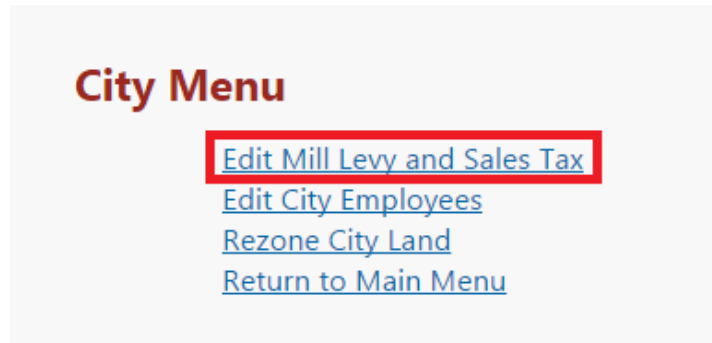 City Menu
Edit Mill Levy and Sales Tax
Edit City Employees
Rezone City Land
Return to Main Menu